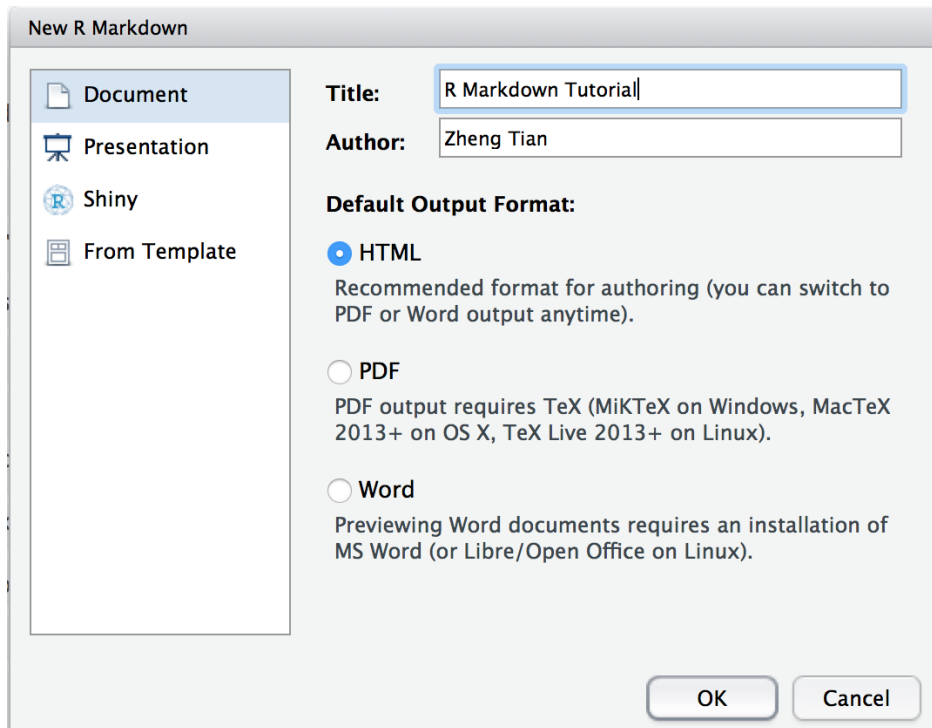 New R Markdown
Document
Presentation
Shiny
From Template
Title:
R Markdown Tutorial
Author:
Zheng Tian
Default Output Format:
HTML
Recommended format for authoring (you can switch to
PDF or Word output anytime).
PDF
PDF output requires TeX (MiKTeX on Windows, MacTeX
2013+ on OS X, TeX Live 2013+ on Linux).
Word
Previewing Word documents requires an installation of
MS Word (or Libre/Open Office on Linux).
OK
Cancel